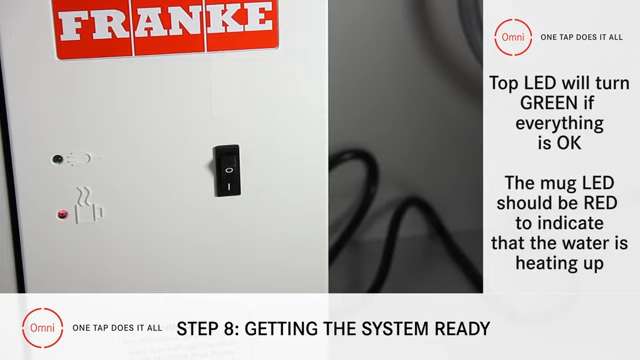 FRANKE
O
I
Omni
ONE TAP DOES IT ALL
Top LED will turn
GREEN if
everything
is OK
The mug LED
should be RED
to indicate
that the water is
heating up
Omni
ONE TAP DOES IT ALL
STEP 8: GETTING THE SYSTEM READY